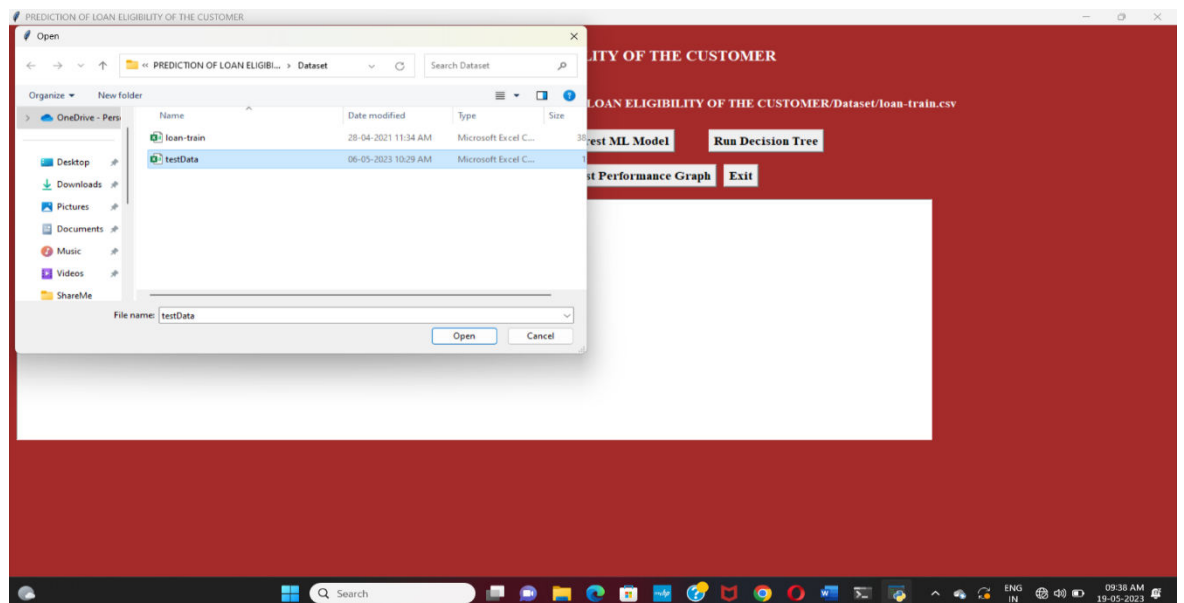 PREDICTION OF LOAN ELIGIBILITY OF THE CUSTOMER
Open
« PREDICTION OF LOAN ELIGIBI... › Dataset
Search Dataset
Organize
New folder
OneDrive - Pers
Name
Date modified
Type
Size
loan-train
28-04-2021 11:34 AM
Microsoft Excel C...
38
testData
06-05-2023 10:29 AM
Microsoft Excel C...
1
Desktop
Downloads
Pictures
Documents
Music
Videos
ShareMe
File name: testData
Open
Cancel
LITY OF THE CUSTOMER
LOAN ELIGIBILITY OF THE CUSTOMER/Dataset/loan-train.csv
rest ML Model
Run Decision Tree
st Performance Graph
Exit
Search
ENG
IN
09:38 AM
19-05-2023